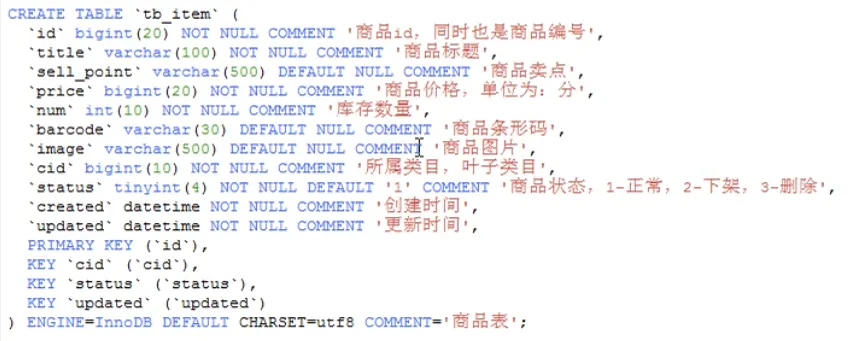 CREATE TABLE `tb_item` (
`id` bigint(20) NOT NULL COMMENT '商品id，同时也是商品编号',
`title` varchar(100) NOT NULL COMMENT '商品标题',
`sell_point` varchar(500) DEFAULT NULL COMMENT '商品卖点',
`price` bigint(20) NOT NULL COMMENT '商品价格，单位为：分',
`num` int(10) NOT NULL COMMENT '库存数量',
`barcode` varchar(30) DEFAULT NULL COMMENT '商品条形码',
`image` varchar(500) DEFAULT NULL COMMENT '商品图片',
`cid` bigint(10) NOT NULL COMMENT '所属类目，叶子类目',
`status` tinyint(4) NOT NULL DEFAULT '1' COMMENT '商品状态，1-正常，2-下架，3-删除',
`created` datetime NOT NULL COMMENT '创建时间',
`updated` datetime NOT NULL COMMENT '更新时间',
PRIMARY KEY (`id`),
KEY `cid` (`cid`),
KEY `status` (`status`),
KEY `updated` (`updated`)
) ENGINE=InnoDB DEFAULT CHARSET=utf8 COMMENT='商品表';